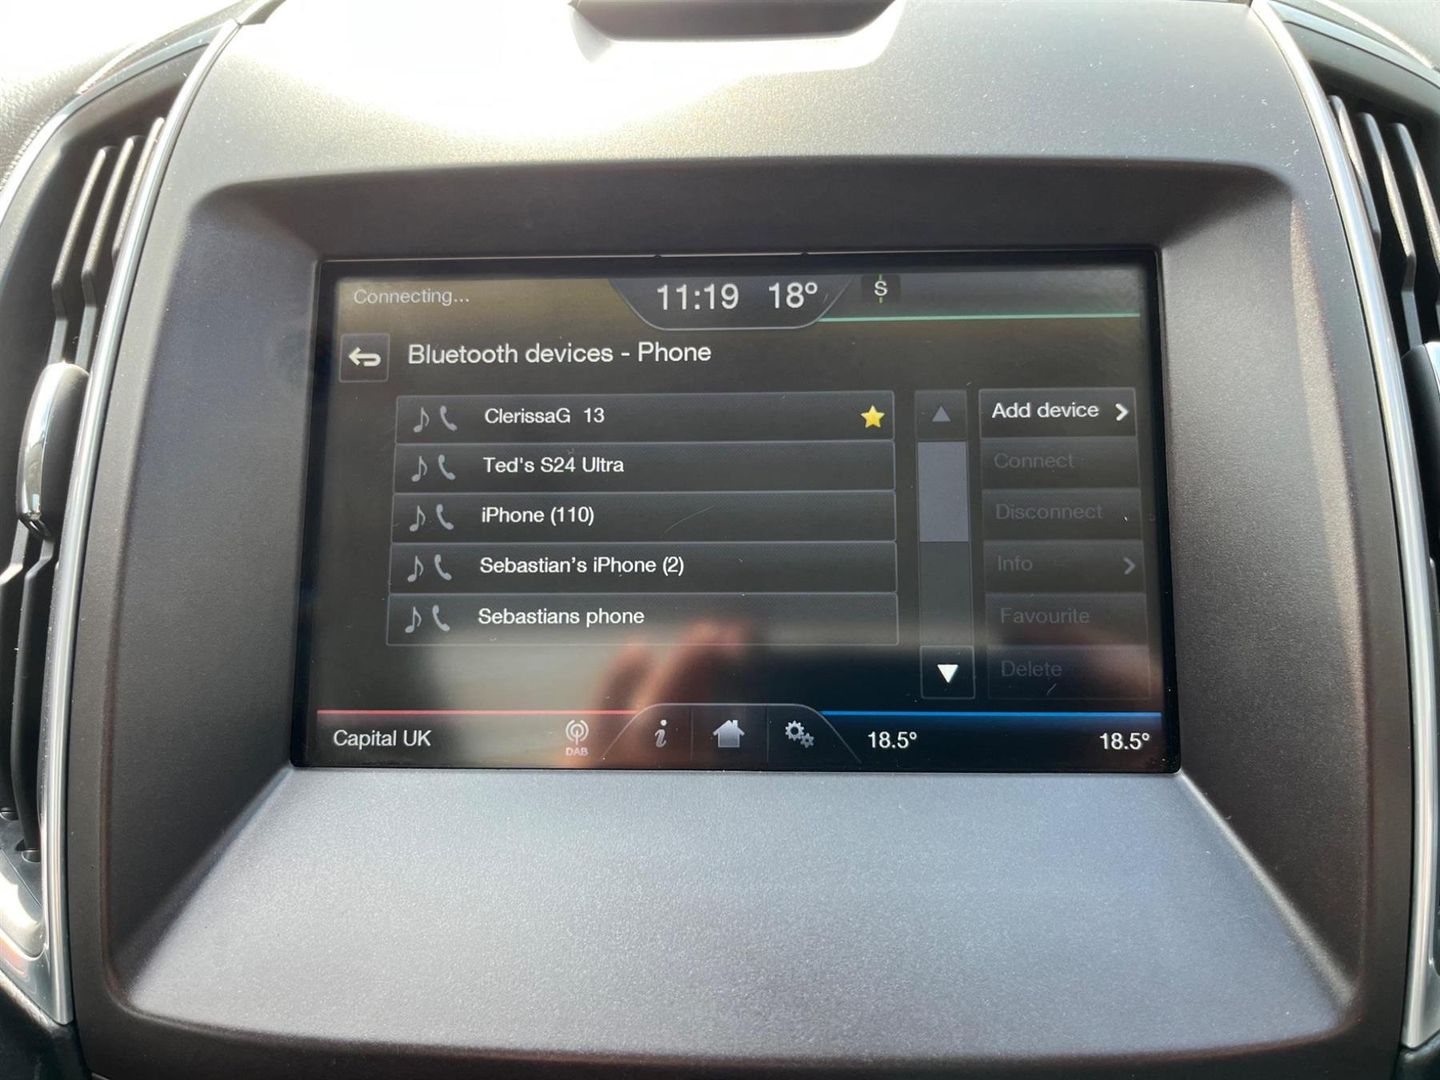 Connecting...
11:19 18°
S
Bluetooth devices - Phone
ClerissaG 13
Ted's S24 Ultra
iPhone (110)
Sebastian's iPhone (2)
Sebastians phone
Add device
Connect
Disconnect
Info
Favourite
Delete
Capital UK
DAB
i
18.5°
18.5°